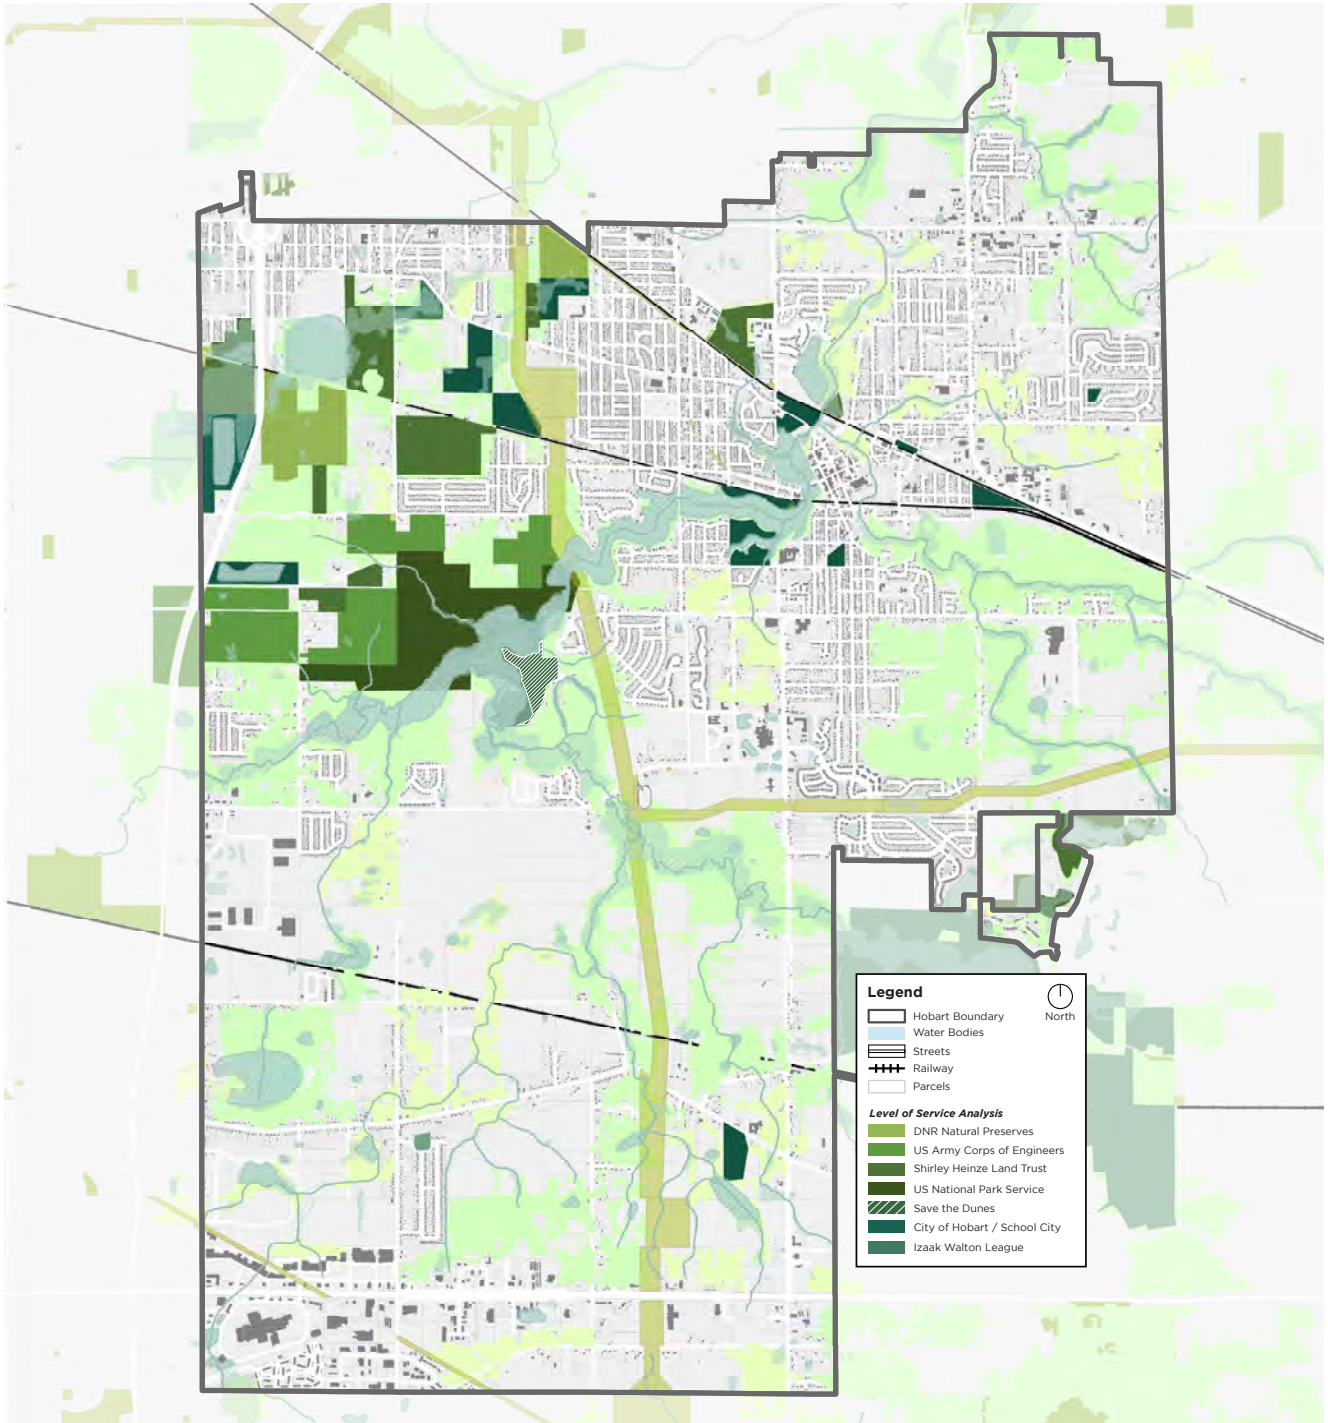 Legend
North
Hobart Boundary
Water Bodies
Streets
Railway
Parcels
Level of Service Analysis
DNR Natural Preserves
US Army Corps of Engineers
Shirley Heinze Land Trust
US National Park Service
Save the Dunes
City of Hobart / School City
Izaak Walton League